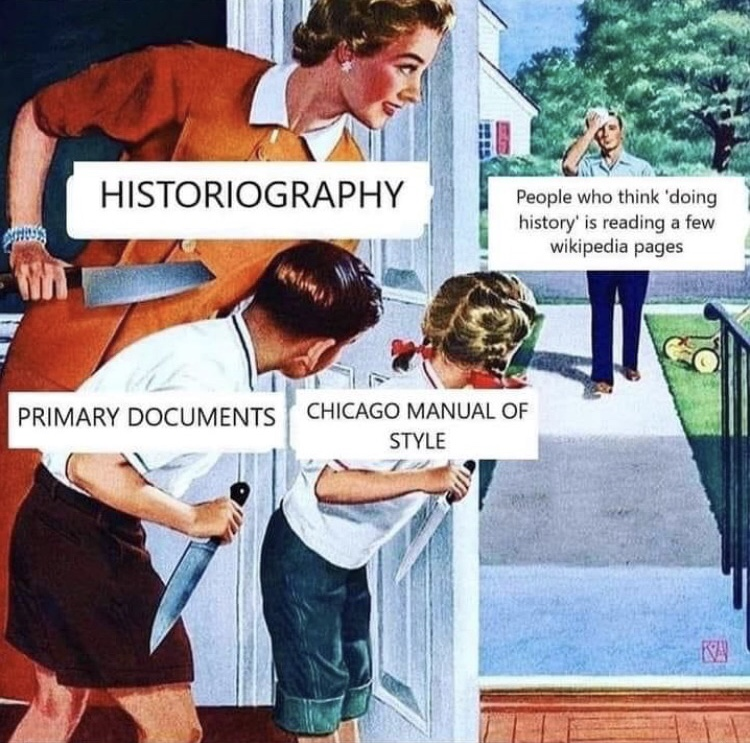 HISTORIOGRAPHY
People who think 'doing
history' is reading a few
wikipedia pages
PRIMARY DOCUMENTS
CHICAGO MANUAL OF
STYLE